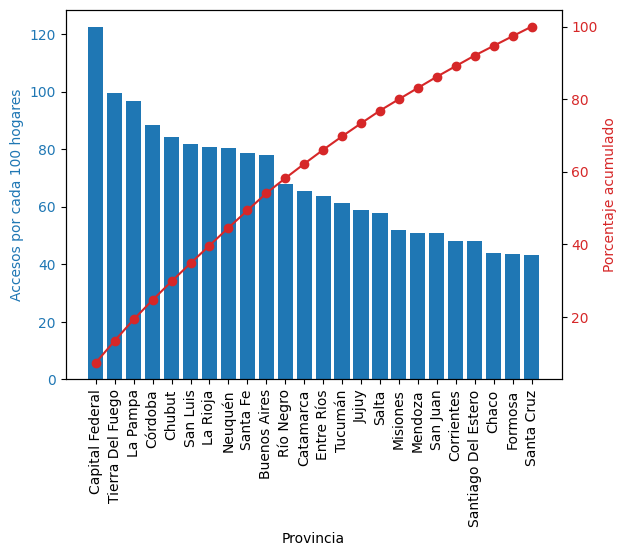 Accesos por cada 100 hogares
120
100
80
60
40
20
0
Porcentaje acumulado
100
80
60
40
20
Capital Federal
Tierra Del Fuego
La Pampa
Córdoba
Chubut
San Luis
La Rioja
Neuquén
Santa Fe
Buenos Aires
Río Negro
Catamarca
Entre Ríos
Tucumán
Jujuy
Salta
Misiones
Mendoza
San Juan
Corrientes
Santiago Del Estero
Chaco
Formosa
Santa Cruz
Provincia